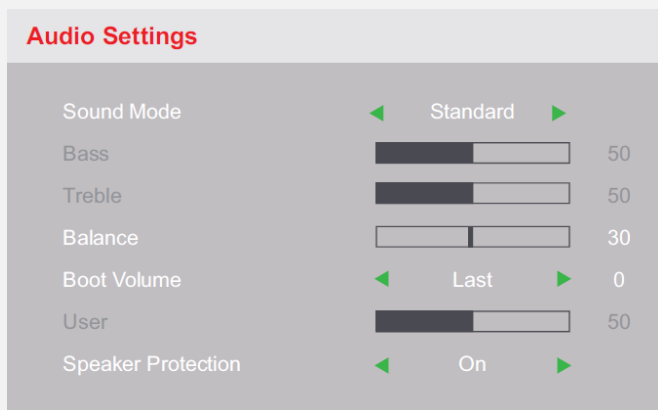 Audio Settings
Sound Mode Standard
Bass 50
Treble 50
Balance 30
Boot Volume Last 0
User 50
Speaker Protection On